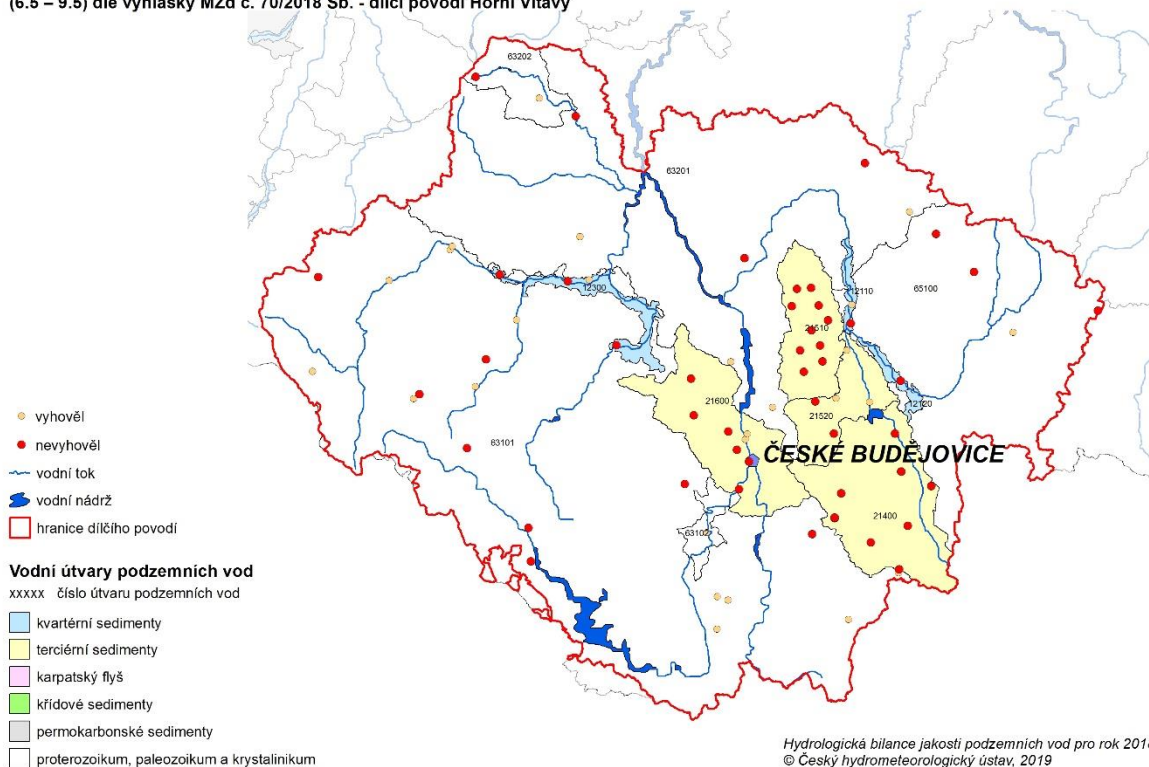 (6.5 – 9.5) dle vyhlášky MZd č. 70/2018 Sb. - dílčí povodí Horní Vltavy
63202
63201
12300
12110
65100
21510
12120
21600
21520
ČESKÉ BUDĚJOVICE
63101
21400
63102
vyhověl
nevyhověl
vodní tok
vodní nádrž
hranice dílčího povodí
Vodní útvary podzemních vod
xxxxx číslo útvaru podzemních vod
kvartérní sedimenty
terciérní sedimenty
karpatský flyš
křídové sedimenty
permokarbonské sedimenty
proterozoikum, paleozoikum a krystalinikum
Hydrologická bilance jakosti podzemních vod pro rok
© Český hydrometeorologický ústav, 2019